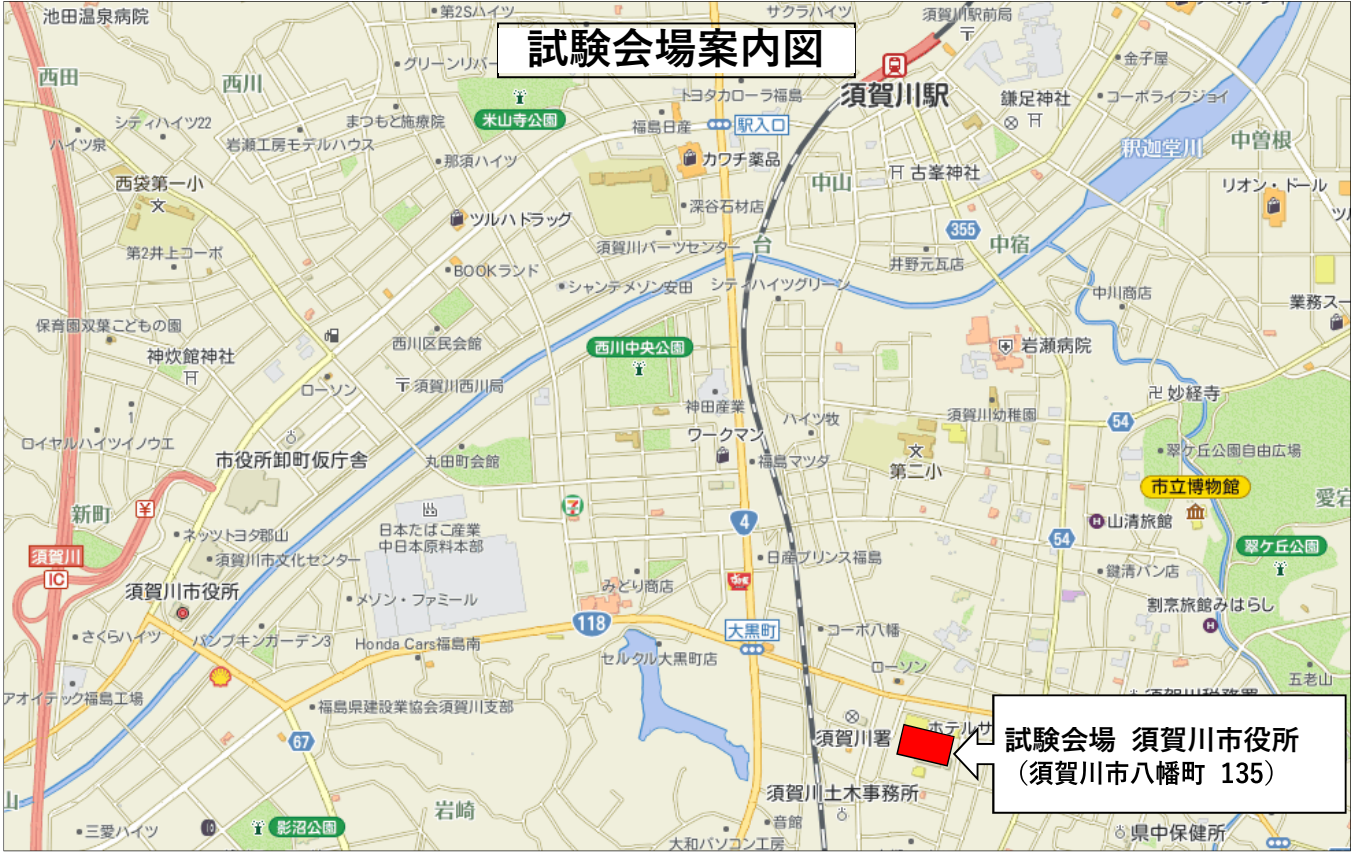 試験会場案内図
池田温泉病院
第2Sハイツ
サクラハイツ
須賀川駅前局
西田
西川
グリーンリバー
金子屋
トヨタカローラ福島
須賀川駅
鎌足神社
コーポライフジョイ
シティハイツ22
まつもと施療院
米山寺公園
福島日産
駅入口
ハイツ泉
岩瀬工房モデルハウス
那須ハイツ
カワチ薬品
釈迦堂川
中曽根
西袋第一小
文
中山
古峯神社
リオン・ドール
深谷石材店
ツルハドラッグ
ツル
355
第2井上コーポ
須賀川パーツセンター
台
中宿
井野元瓦店
BOOKランド
シャンテメゾン安田
シティハイツグリーン
中川商店
業務スー
保育園双葉こどもの園
神炊館神社
西川区民会館
西川中央公園
岩瀬病院
ローソン
須賀川西川局
妙経寺
1
神田産業
ハイツ牧
須賀川幼稚園
54
ロイヤルハイツイノウエ
ワークマン
市役所卸町仮庁舎
丸田町会館
福島マツダ
文
第二小
翠ケ丘公園自由広場
市立博物館
愛宕
新町
¥
7
4
山清旅館
ネッツトヨタ郡山
日本たばこ産業
中日本原料本部
54
翠ケ丘公園
須賀川
IC
須賀川市文化センター
日産プリンス福島
鍵清パン店
須賀川市役所
メゾン・ファミール
みどり商店
すき家
割烹旅館みはらし
H
118
さくらハイツ
パンプキンガーデン3
Honda Cars福島南
大黒町
コーポ八幡
セルタル大黒町店
ローソン
アオイテック福島工場
五老山
須賀川税務署
福島県建設業協会須賀川支部
67
須賀川署
ホテルサ
試験会場 須賀川市役所
（須賀川市八幡町 135）
山
岩崎
須賀川土木事務所
三愛ハイツ
影沼公園
音館
大和パソコン工房
県中保健所